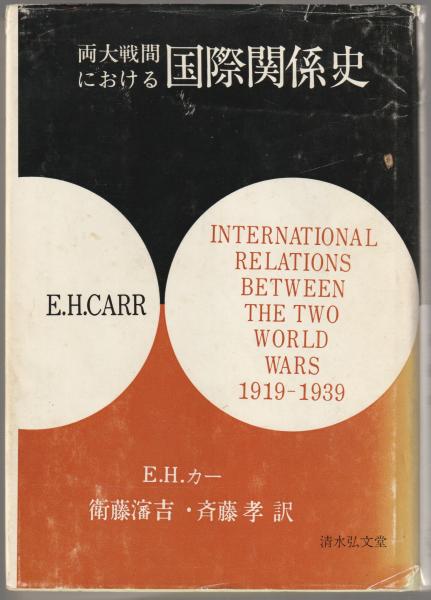 両大戦間
における
国際関係史
E.H.CARR
INTERNATIONAL
RELATIONS
BETWEEN
THE TWO
WORLD
WARS
1919-1939
E.H.カー
衛藤瀋吉・斉藤孝 訳
清水弘文堂